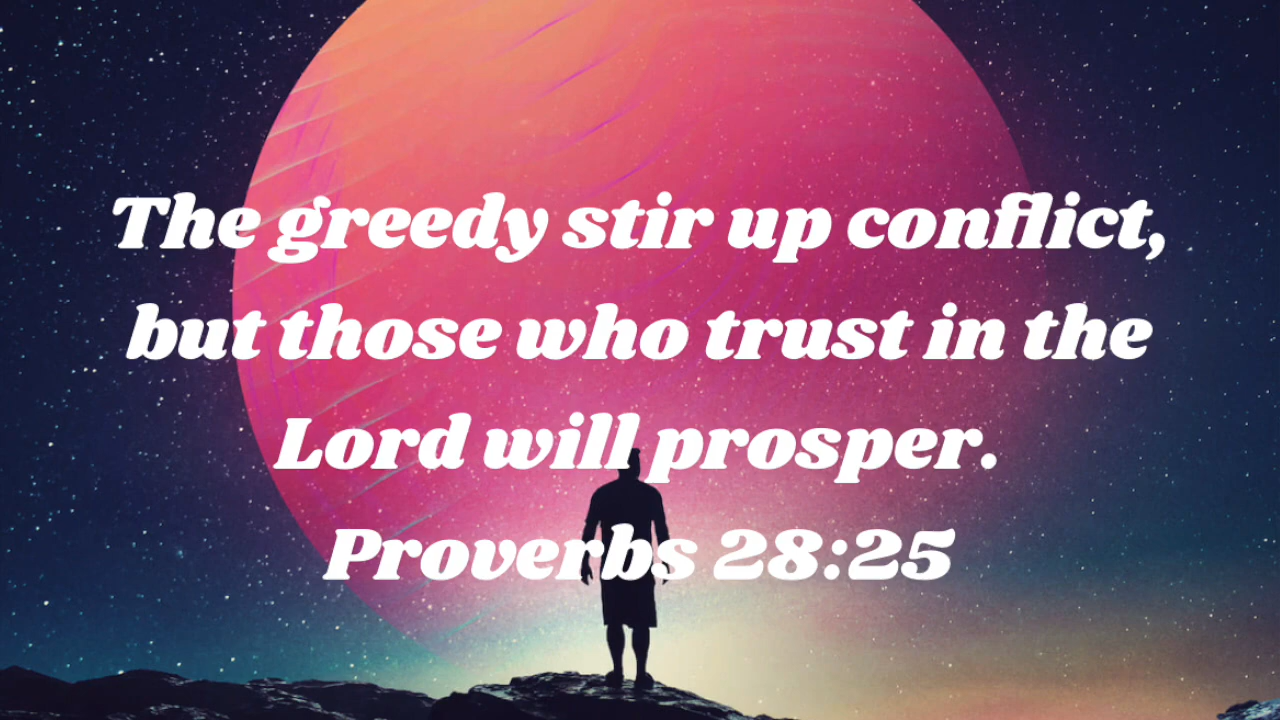 The greedy stir up conflict,
but those who trust in the
Lord will prosper.
Proverbs 28:25